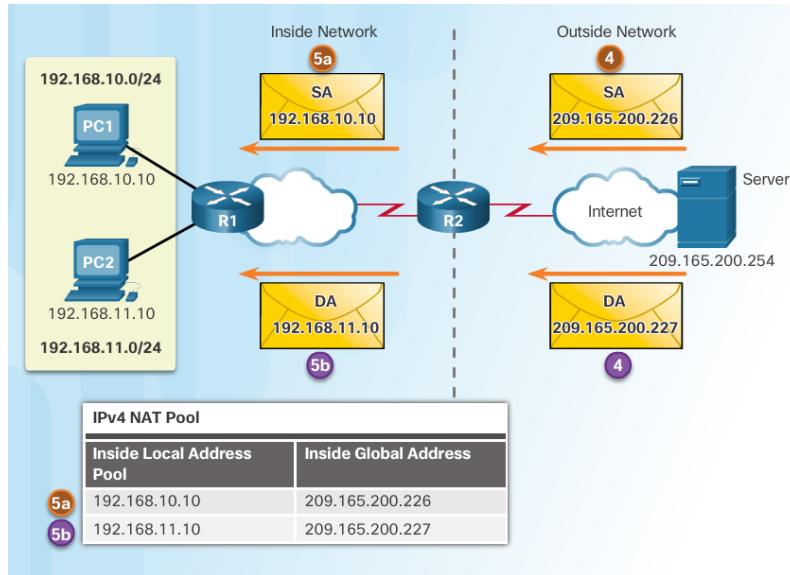 Inside Network
Outside Network
5a
4
192.168.10.0/24
SA
192.168.10.10
SA
209.165.200.226
PC1
192.168.10.10
R1
R2
Internet
Server
209.165.200.254
PC2
192.168.11.10
192.168.11.0/24
DA
192.168.11.10
DA
209.165.200.227
5b
4
IPv4 NAT Pool
Inside Local Address
Pool
Inside Global Address
5a
192.168.10.10
209.165.200.226
5b
192.168.11.10
209.165.200.227